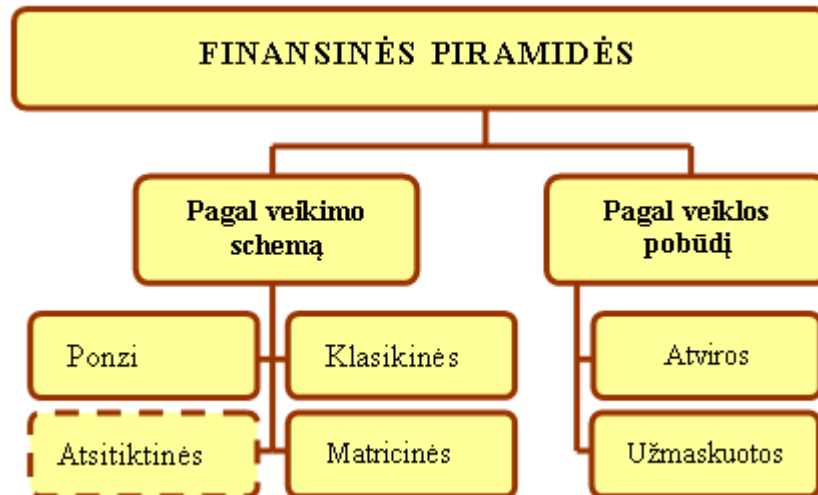 FINANSINĖS PIRAMIDĖS
Pagal veikimo
schemą
Pagal veiklos
pobūdį
Ponzi
Klasikinės
Atviros
Atsitiktinės
Matricinės
Užmaskuotos